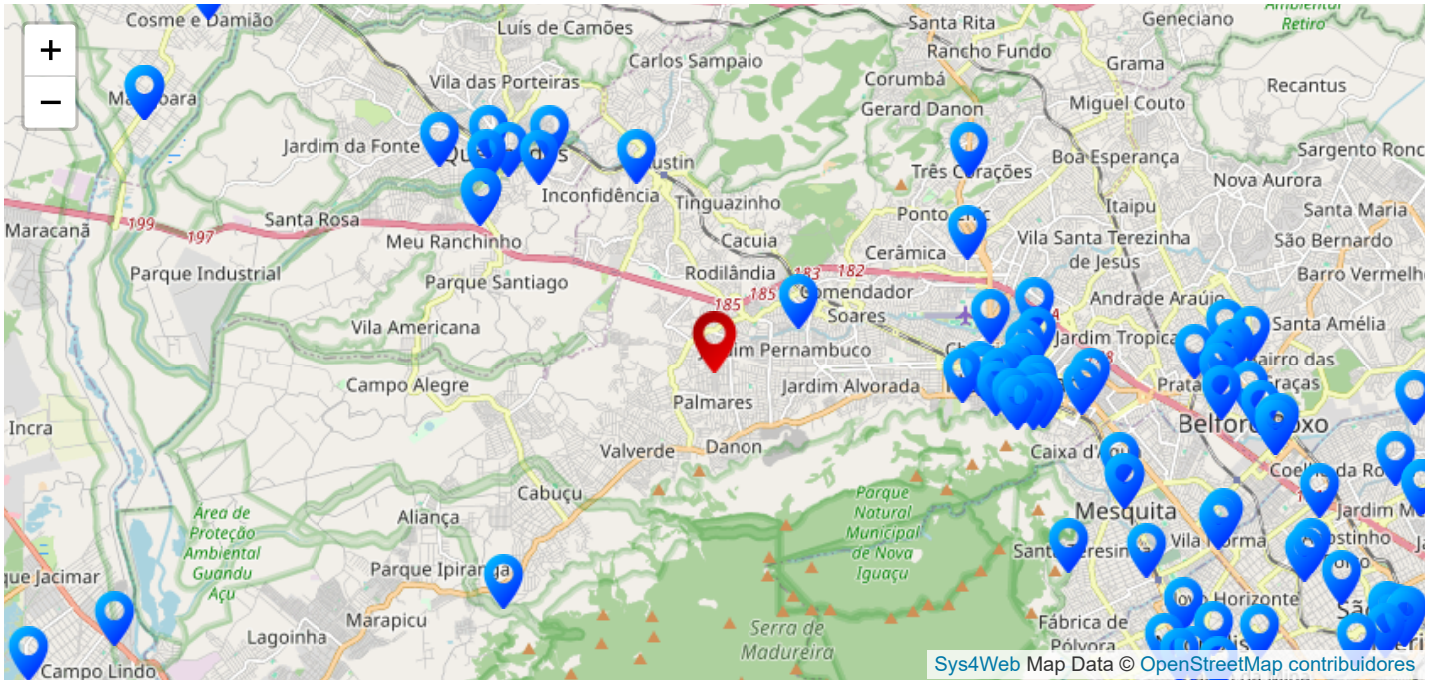 Cosme e Damião
Luís de Camões
Santa Rita
Geneciano
Ambiental
Retiro
+
Rancho Fundo
Carlos Sampaio
Grama
Vila das Porteiras
Corumbá
Recantus
−
Gerard Danon
Miguel Couto
Jardim da Fonte
Boa Esperança
Sargento Ronc
Três Corações
Nova Aurora
Inconfidência
Tinguazinho
Itaipu
Santa Maria
Maracanã
199
197
Santa Rosa
Meu Ranchinho
Cacuia
Vila Santa Terezinha
de Jesus
São Bernardo
Cerâmica
Parque Industrial
Parque Santiago
Rodilândia
183
182
Barro Vermelho
185
185
Comendador
Soares
Andrade Araújo
Vila Americana
Santa Amélia
Jardim Tropica
Pernambuco
Campo Alegre
Jardim Alvorada
Palmares
Incra
Valverde
Danon
Caixa d'Água
Cabuçu
Parque
Natural
Municipal
de Nova
Iguaçu
Área de
Proteção
Ambiental
Guandu
Açu
Aliança
Mesquita
Jardim Me
Parque Ipiranga
que Jacimar
Marapicu
Lagoinha
Serra de
Madureira
Fábrica de
Pólvora
Campo Lindo
Sys4Web Map Data © OpenStreetMap contribuidores